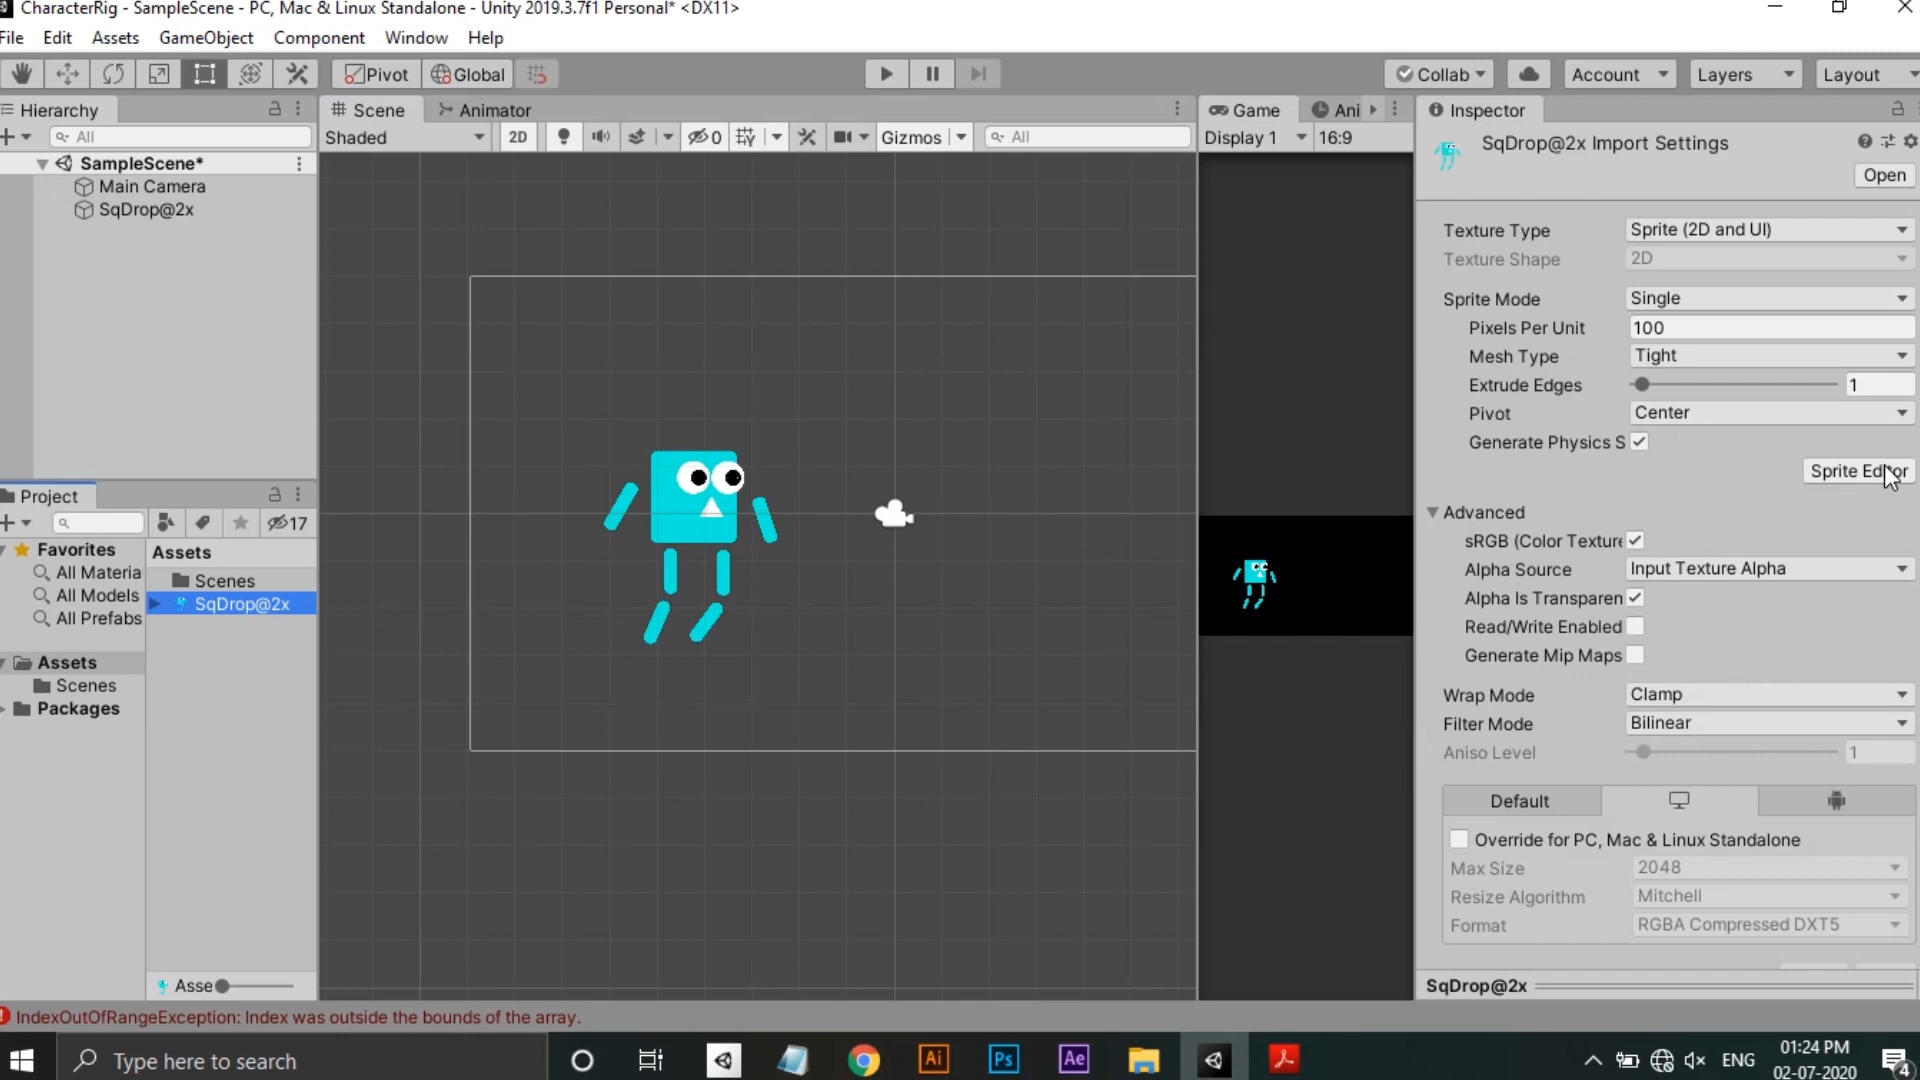 CharacterRig - SampleScene - PC, Mac & Linux Standalone - Unity 2019.3.7f1 Personal* <DX11>
File Edit Assets GameObject Component Window Help
Pivot Global Collab Account Layers Layout
Hierarchy
All
SampleScene*
Main Camera
SqDrop@2x
Scene Animator
Shaded 2D 0 Gizmos All
Game Ani
Display 1 16:9
Inspector
SqDrop@2x Import Settings
Open
Texture Type Sprite (2D and UI)
Texture Shape 2D
Sprite Mode Single
Pixels Per Unit 100
Mesh Type Tight
Extrude Edges 1
Pivot Center
Generate Physics S
Sprite Editor
Advanced
sRGB (Color Texture
Alpha Source Input Texture Alpha
Alpha Is Transparen
Read/Write Enabled
Generate Mip Maps
Wrap Mode Clamp
Filter Mode Bilinear
Aniso Level 1
Default
Override for PC, Mac & Linux Standalone
Max Size 2048
Resize Algorithm Mitchell
Format RGBA Compressed DXT5
SqDrop@2x
Project
17
Favorites
All Materia
All Models
All Prefabs
Assets
Scenes
Packages
Assets
Scenes
SqDrop@2x
Asse
IndexOutOfRangeException: Index was outside the bounds of the array.
Type here to search
Ai Ps Ae
ENG
01:24 PM
02-07-2020
4